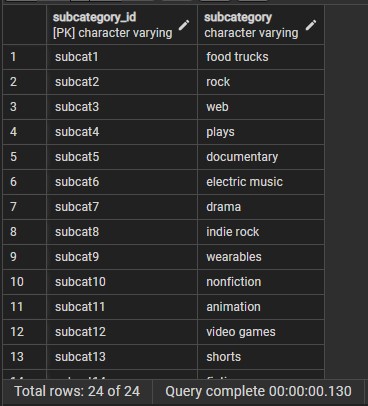 subcategory_id subcategory
[PK] character varying character varying
1 subcat1 food trucks
2 subcat2 rock
3 subcat3 web
4 subcat4 plays
5 subcat5 documentary
6 subcat6 electric music
7 subcat7 drama
8 subcat8 indie rock
9 subcat9 wearables
10 subcat10 nonfiction
11 subcat11 animation
12 subcat12 video games
13 subcat13 shorts
Total rows: 24 of 24 Query complete 00:00:00.130